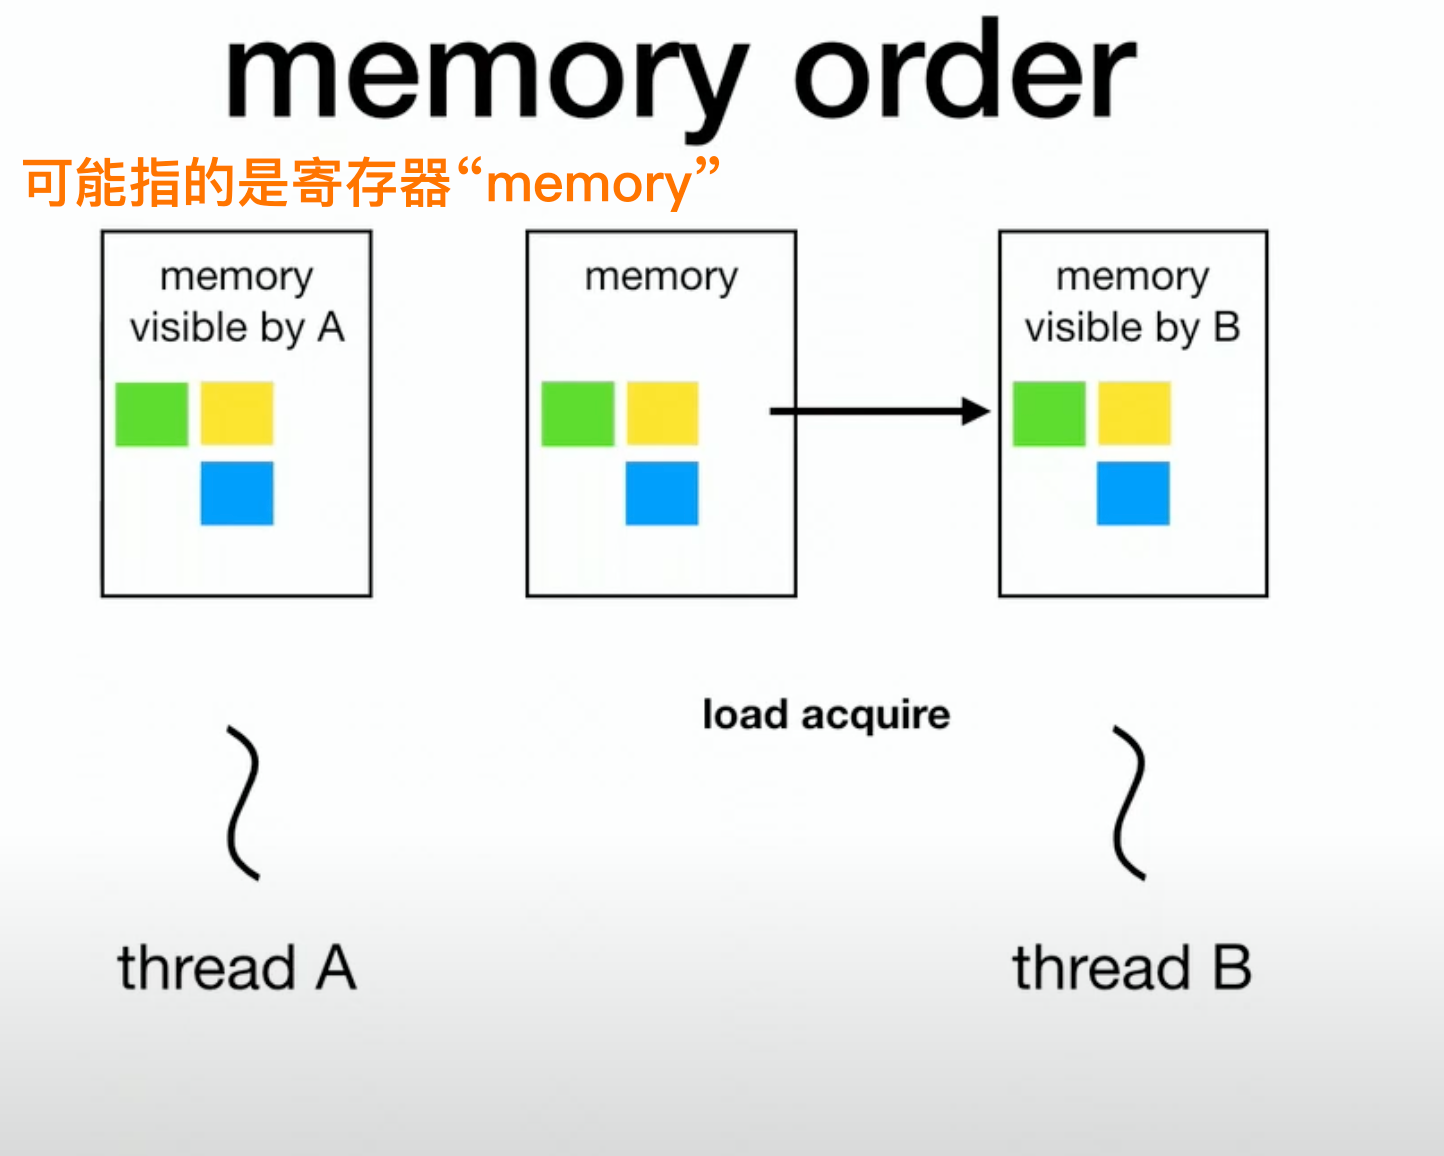 memory order
可能指的是寄存器“memory”
memory
visible by A
memory
memory
visible by B
load acquire
thread A
thread B